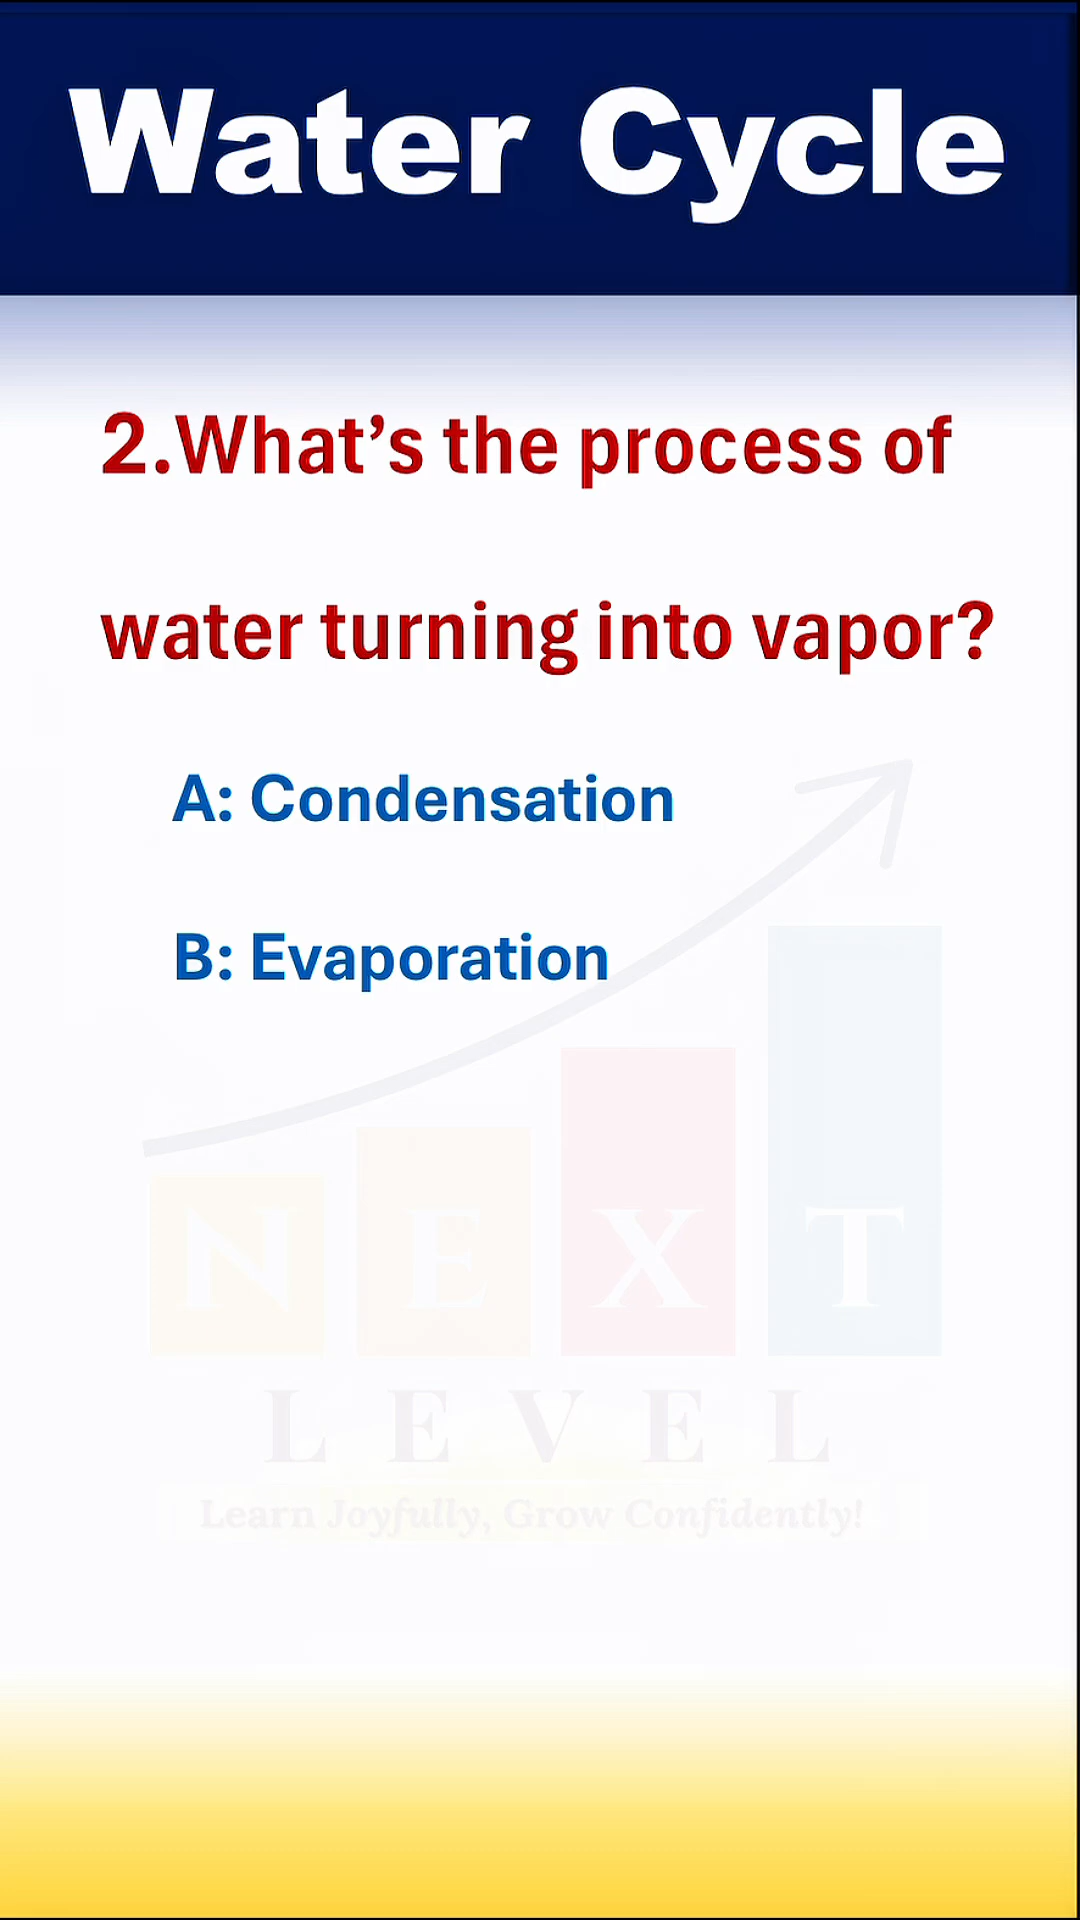 Water Cycle
2.What’s the process of
water turning into vapor?
A: Condensation
B: Evaporation
N E X T
L E V E L
Learn Joyfully, Grow Confidently!